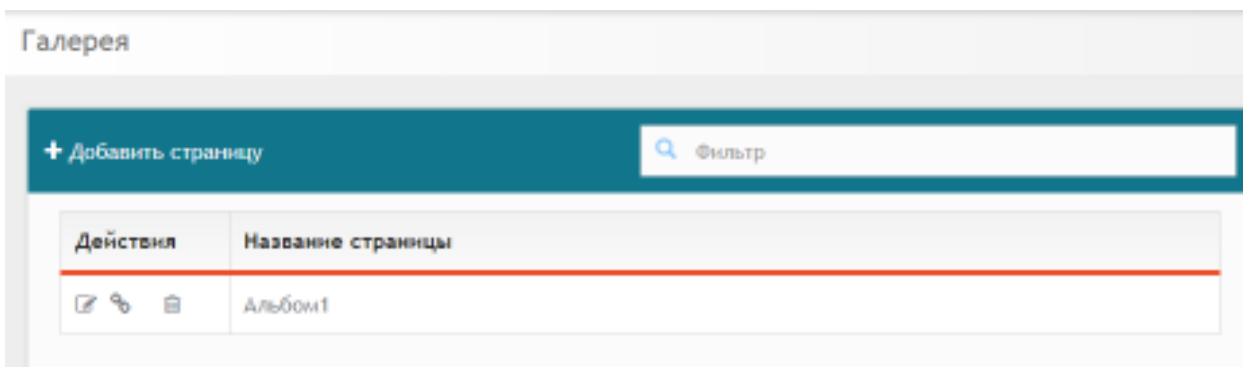 Галерея
+ Добавить страницу Фильтр
Действия Название страницы
Альбом1